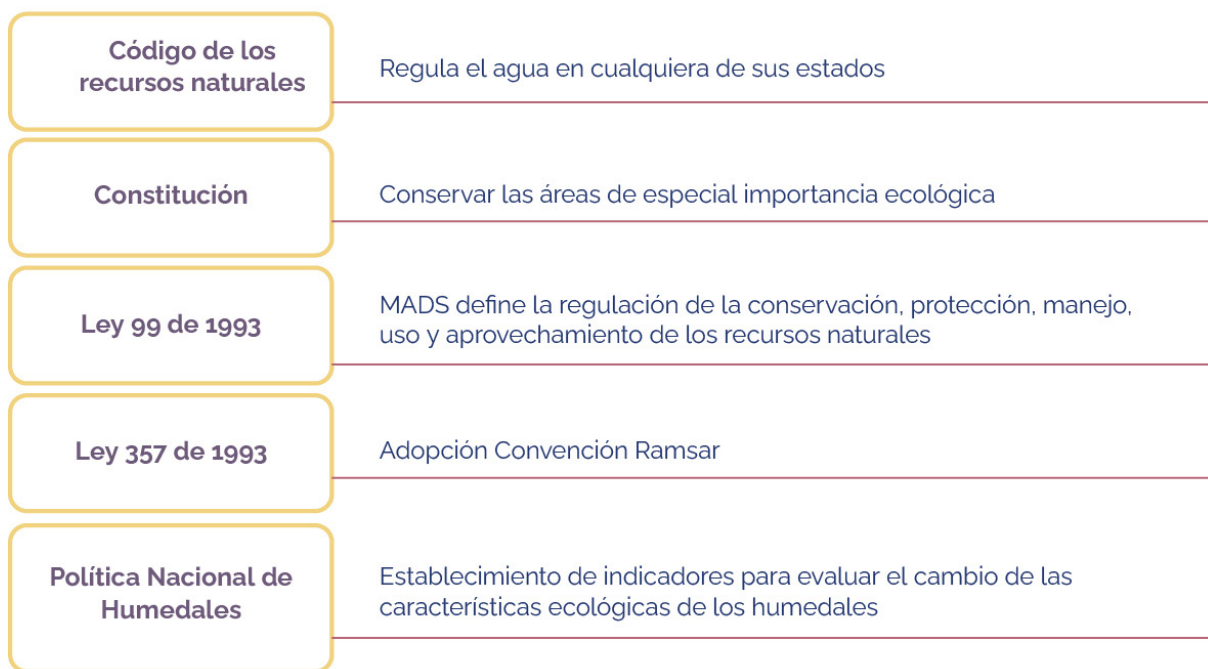 Código de los
recursos naturales
Regula el agua en cualquiera de sus estados
Constitución
Conservar las áreas de especial importancia ecológica
Ley 99 de 1993
MADS define la regulación de la conservación, protección, manejo,
uso y aprovechamiento de los recursos naturales
Ley 357 de 1993
Adopción Convención Ramsar
Política Nacional de
Humedales
Establecimiento de indicadores para evaluar el cambio de las
características ecológicas de los humedales